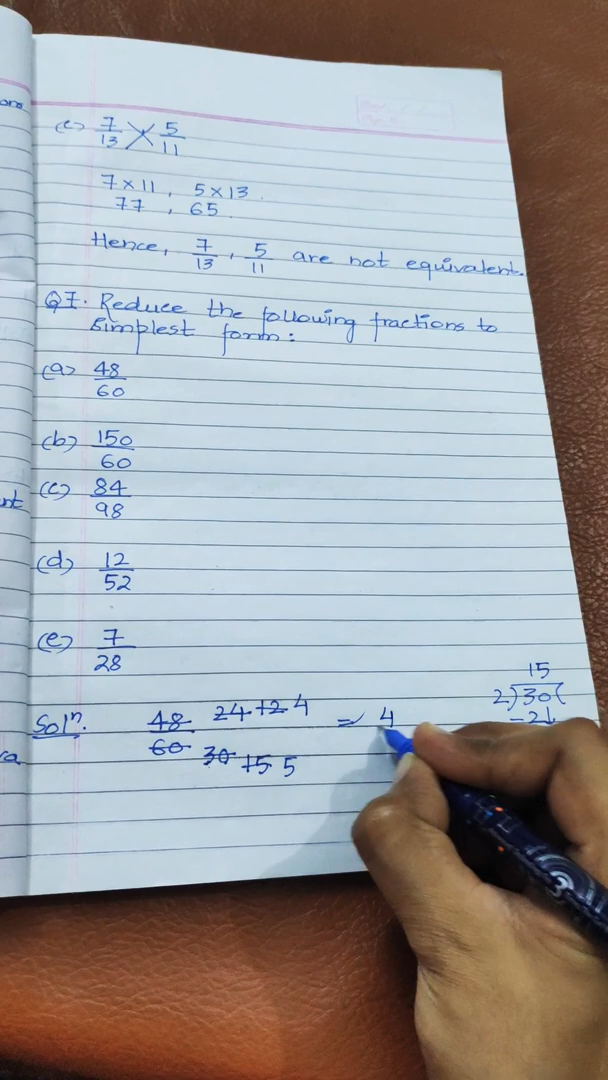 (e) 7/13 5/11
7×11, 5×13
77, 65
Hence, 7/13, 5/11 are not equivalent.
Q7. Reduce the following fractions to
simplest form:
(a) 48/60
(b) 150/60
(c) 84/98
(d) 12/52
(e) 7/28
15
2)30(
-2↓
Solⁿ. 48 24 12 4 = 4
60 30 15 5